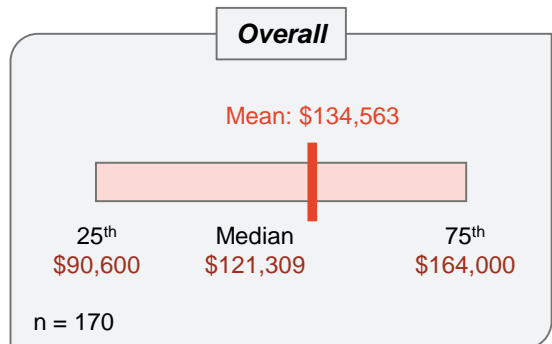 Overall
Mean: $134,563
25th Median 75th
$90,600 $121,309 $164,000
n = 170